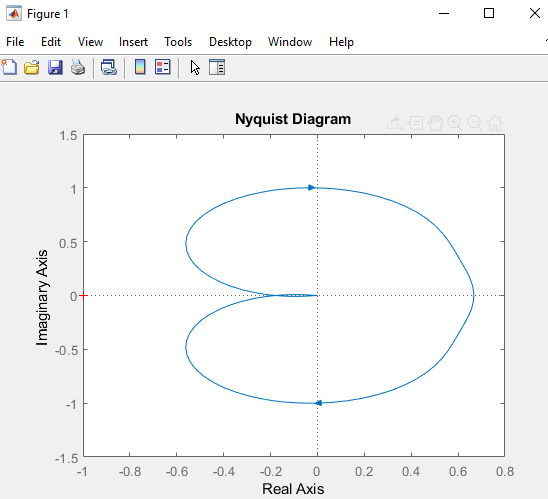 Figure 1
File Edit View Insert Tools Desktop Window Help
Nyquist Diagram
1.5
1
0.5
0
-0.5
-1
-1.5
Imaginary Axis
-1 -0.8 -0.6 -0.4 -0.2 0 0.2 0.4 0.6 0.8
Real Axis